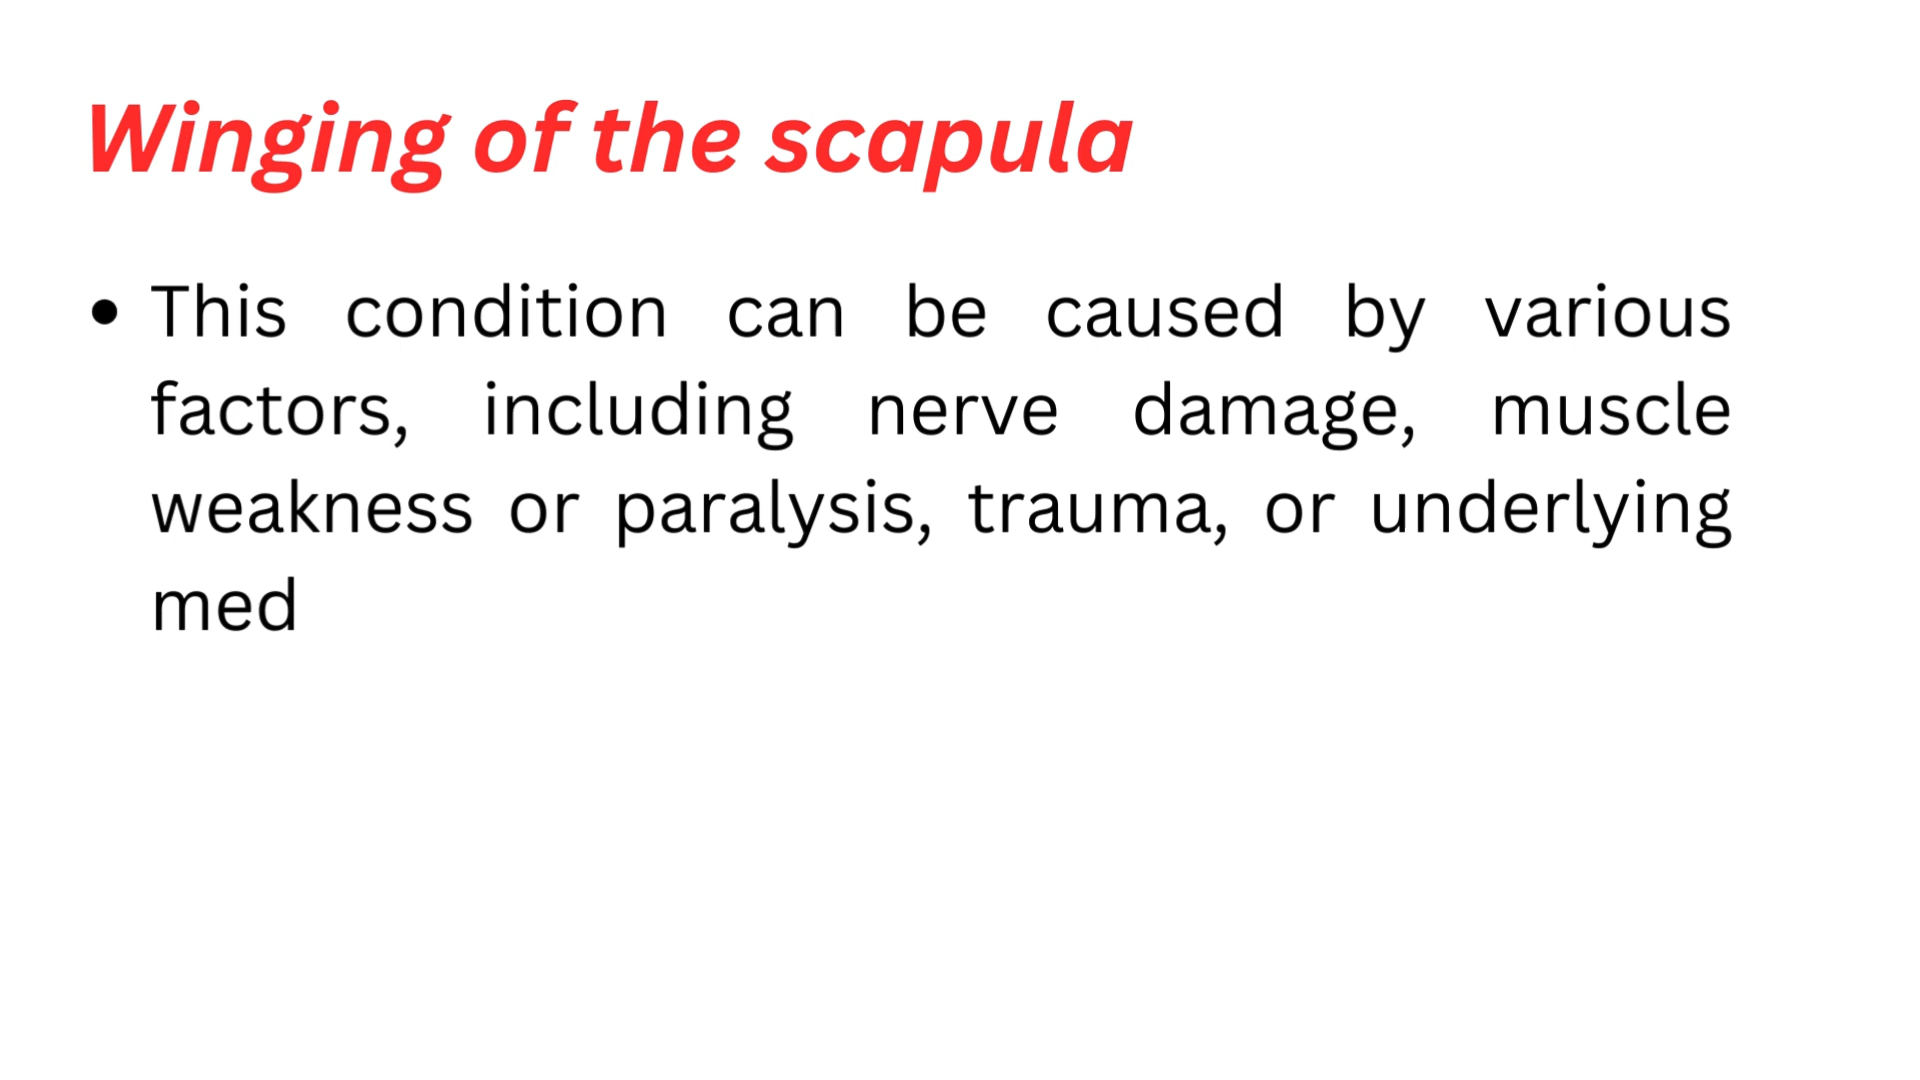 Winging of the scapula
• This condition can be caused by various
factors, including nerve damage, muscle
weakness or paralysis, trauma, or underlying
med